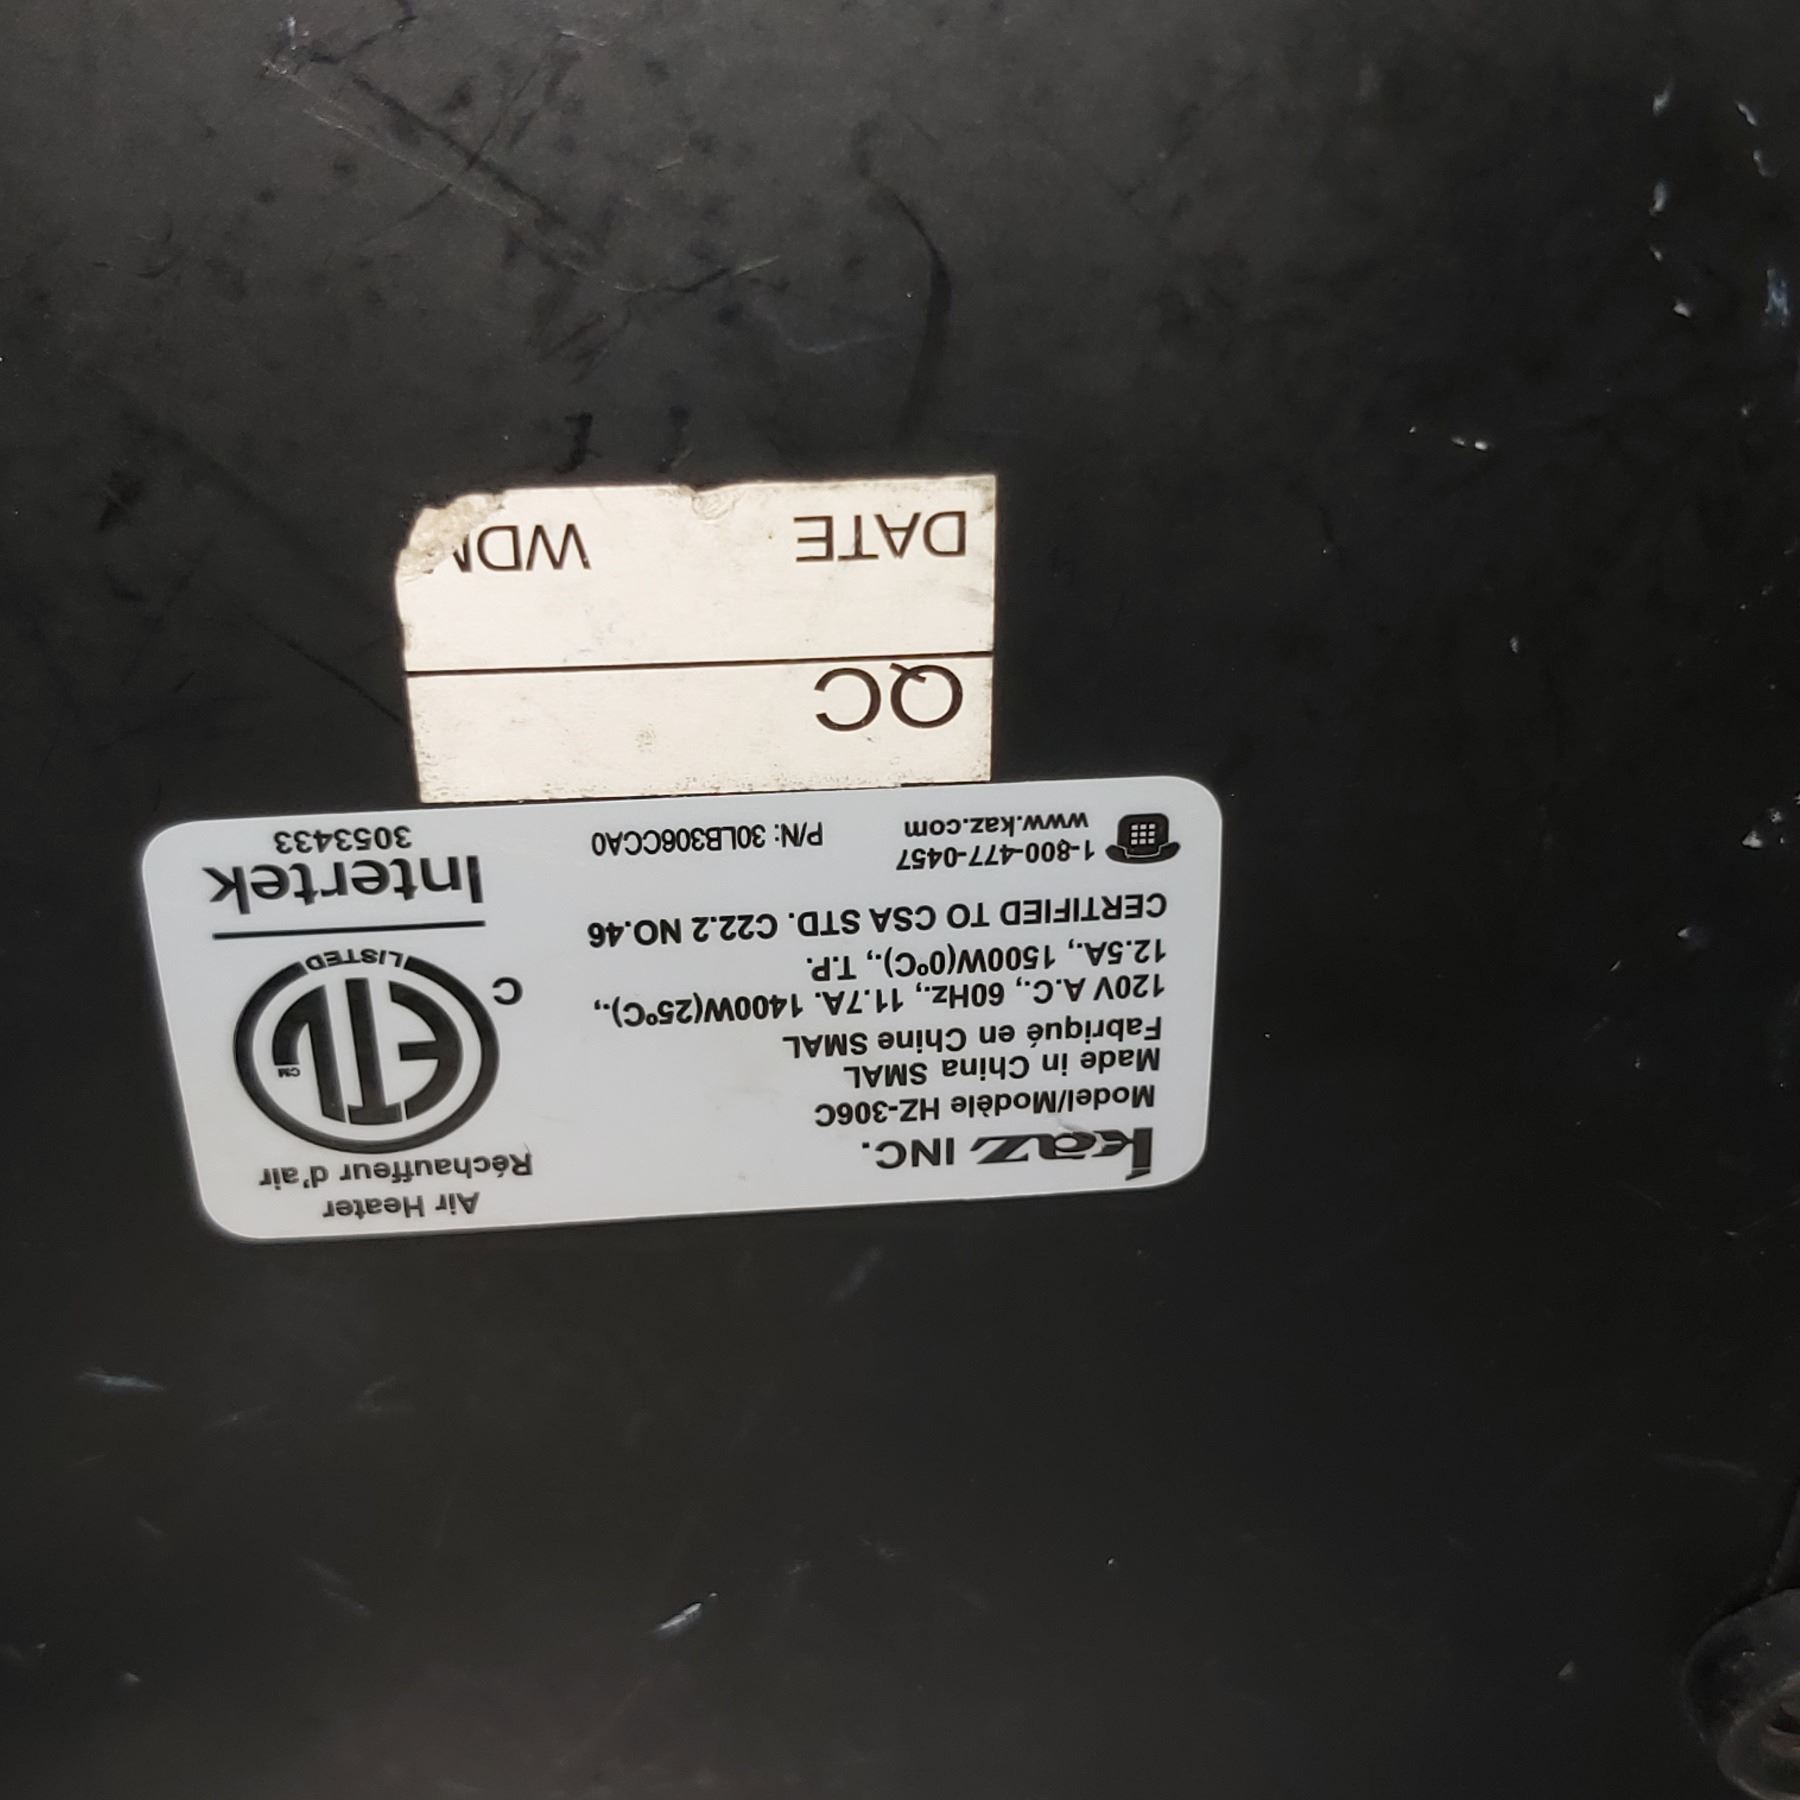 Kaz INC.
Model/Modèle HZ-306C
Made in China SMAL
Fabriqué en Chine SMAL
120V A.C., 60Hz., 11.7A. 1400W(25°C).,
12.5A., 1500W(0°C)., T.P.
CERTIFIED TO CSA STD. C22.2 NO.46
1-800-477-0457
www.kaz.com
P/N: 30LB306CCA0
Air Heater
Réchauffeur d'air
C
ETL
CM
LISTED
Intertek
3053433
QC
DATE